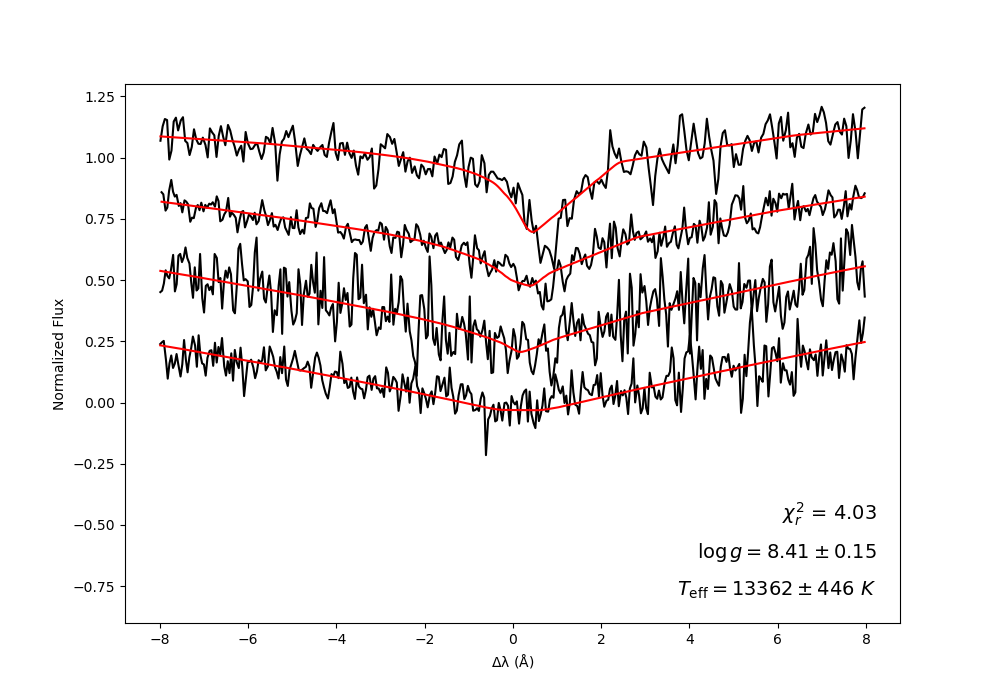 1.25
1.00
0.75
0.50
0.25
0.00
−0.25
−0.50
−0.75
Normalized Flux
χ²ᵣ = 4.03
log g = 8.41 ± 0.15
T_eff = 13362 ± 446 K
−8 −6 −4 −2 0 2 4 6 8
Δλ (Å)